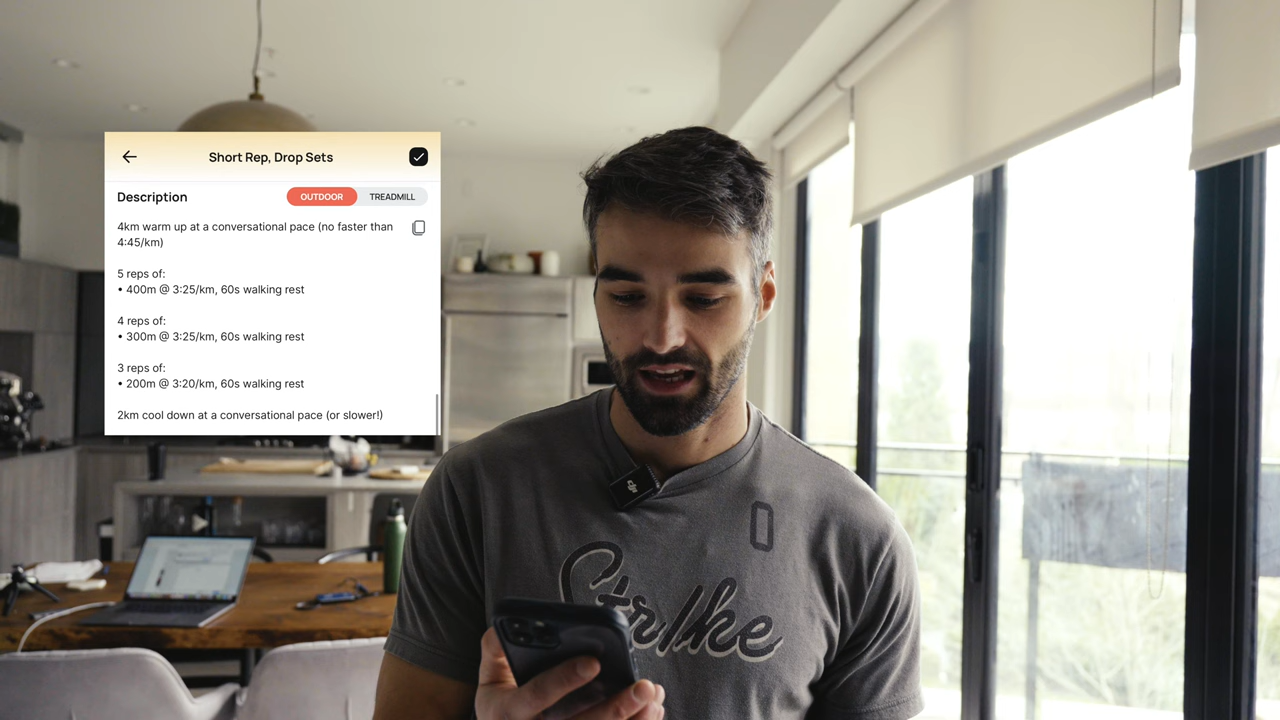 Short Rep, Drop Sets
Description
OUTDOOR
TREADMILL
4km warm up at a conversational pace (no faster than
4:45/km)
5 reps of:
• 400m @ 3:25/km, 60s walking rest
4 reps of:
• 300m @ 3:25/km, 60s walking rest
3 reps of:
• 200m @ 3:20/km, 60s walking rest
2km cool down at a conversational pace (or slower!)
dji
0
Strike